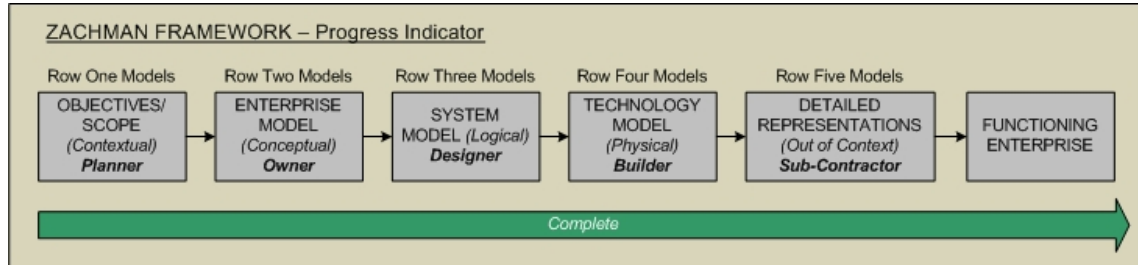 ZACHMAN FRAMEWORK – Progress Indicator
Row One Models
OBJECTIVES/
SCOPE
(Contextual)
Planner
Row Two Models
ENTERPRISE
MODEL
(Conceptual)
Owner
Row Three Models
SYSTEM
MODEL (Logical)
Designer
Row Four Models
TECHNOLOGY
MODEL
(Physical)
Builder
Row Five Models
DETAILED
REPRESENTATIONS
(Out of Context)
Sub-Contractor
FUNCTIONING
ENTERPRISE
Complete